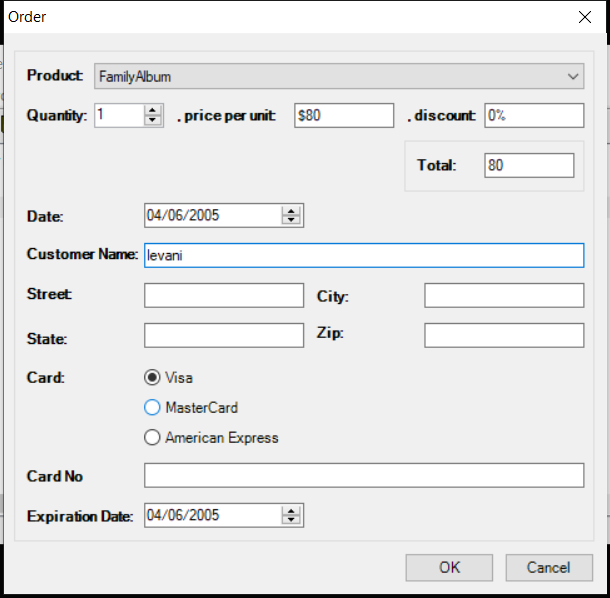 Order
Product: FamilyAlbum
Quantity: 1 , price per unit: $80 , discount: 0%
Total: 80
Date: 04/06/2005
Customer Name: levani
Street: City:
State: Zip:
Card: Visa
MasterCard
American Express
Card No
Expiration Date: 04/06/2005
OK Cancel